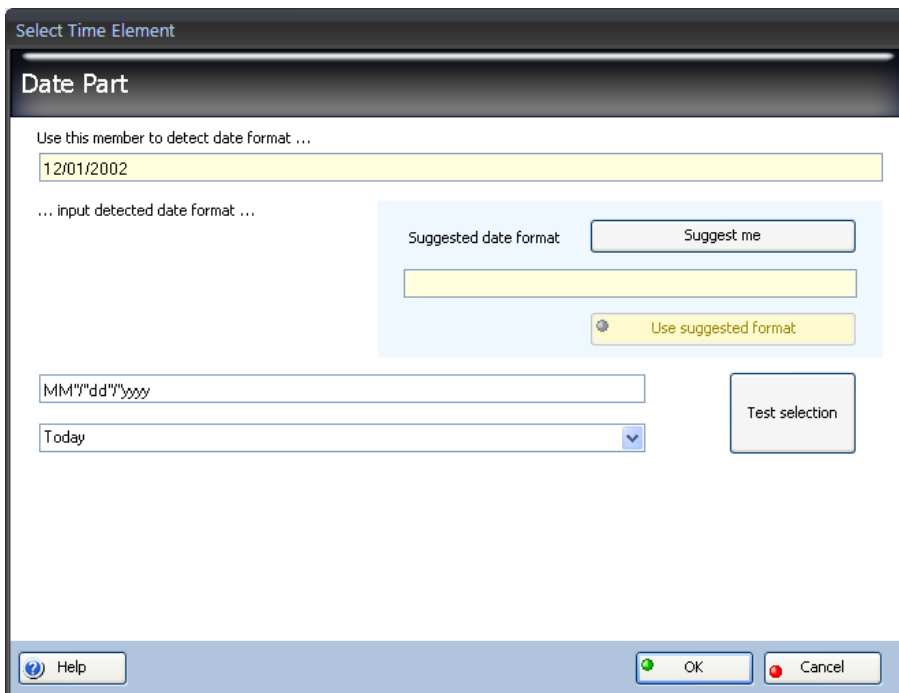 Select Time Element
Date Part
Use this member to detect date format ...
12/01/2002
... input detected date format ...
Suggested date format
Suggest me
Use suggested format
MM"/"dd"/"yyyy
Test selection
Today
Help
OK
Cancel